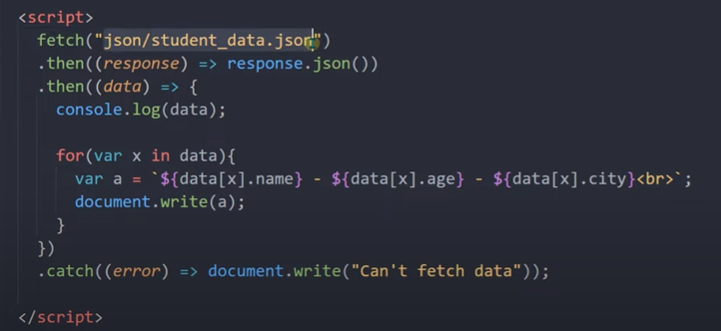 <script>
fetch("json/student_data.json")
.then((response) => response.json())
.then((data) => {
console.log(data);
for(var x in data){
var a = `${data[x].name} - ${data[x].age} - ${data[x].city}<br>`;
document.write(a);
}
})
.catch((error) => document.write("Can't fetch data"));
</script>